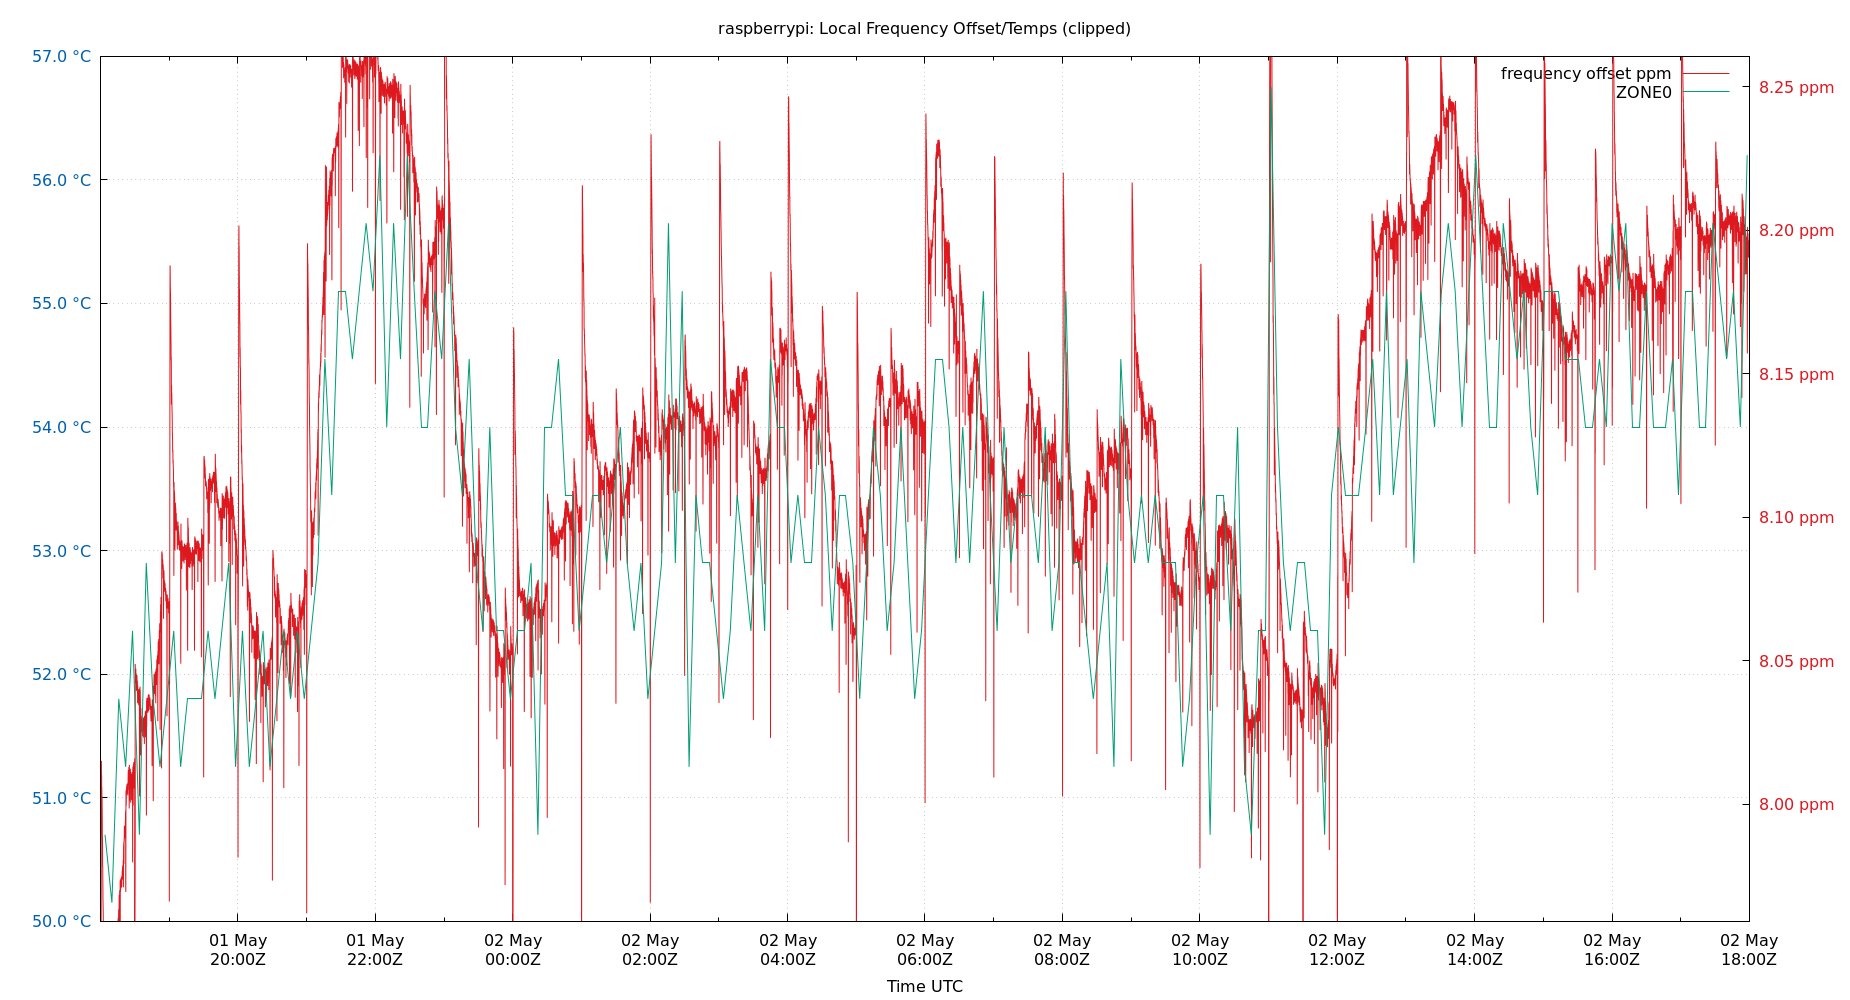 raspberrypi: Local Frequency Offset/Temps (clipped)
57.0 °C
56.0 °C
55.0 °C
54.0 °C
53.0 °C
52.0 °C
51.0 °C
50.0 °C
frequency offset ppm
ZONE0
8.25 ppm
8.20 ppm
8.15 ppm
8.10 ppm
8.05 ppm
8.00 ppm
01 May 01 May 02 May 02 May 02 May 02 May 02 May 02 May 02 May 02 May 02 May 02 May
20:00Z 22:00Z 00:00Z 02:00Z 04:00Z 06:00Z 08:00Z 10:00Z 12:00Z 14:00Z 16:00Z 18:00Z
Time UTC